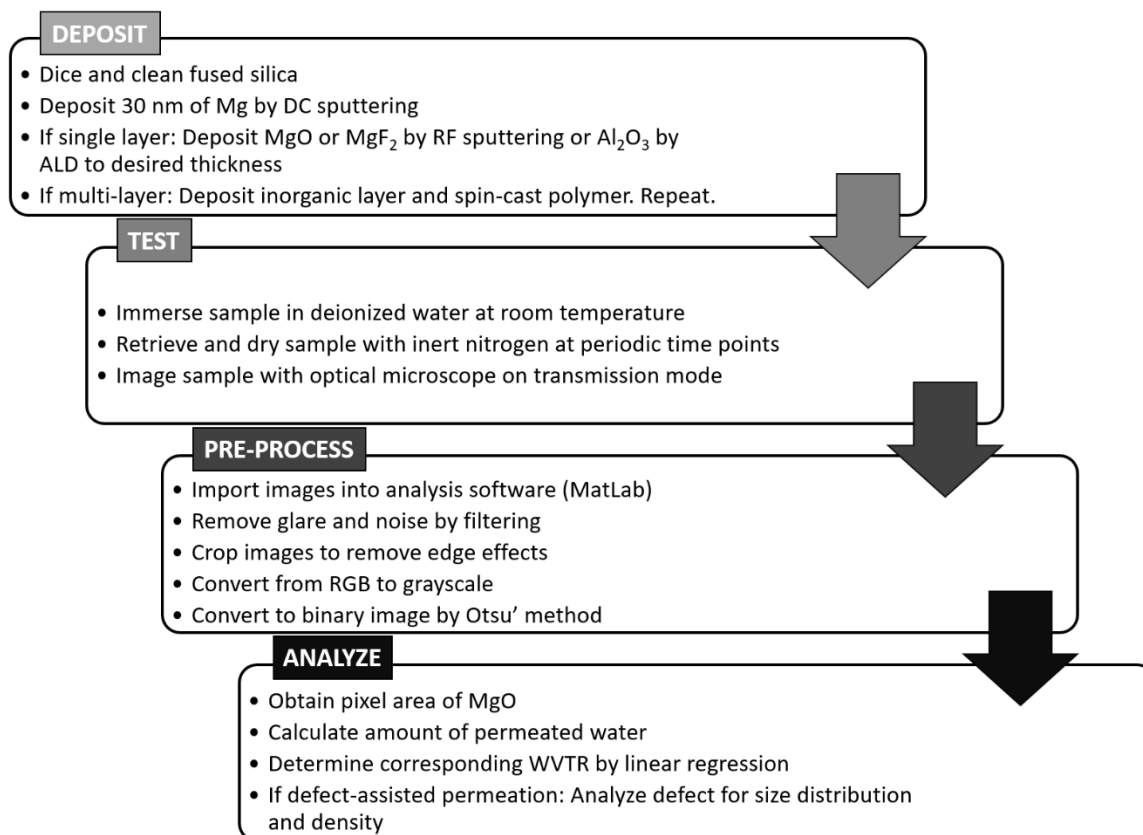 DEPOSIT
• Dice and clean fused silica
• Deposit 30 nm of Mg by DC sputtering
• If single layer: Deposit MgO or MgF₂ by RF sputtering or Al₂O₃ by
ALD to desired thickness
• If multi-layer: Deposit inorganic layer and spin-cast polymer. Repeat.
TEST
• Immerse sample in deionized water at room temperature
• Retrieve and dry sample with inert nitrogen at periodic time points
• Image sample with optical microscope on transmission mode
PRE-PROCESS
• Import images into analysis software (MatLab)
• Remove glare and noise by filtering
• Crop images to remove edge effects
• Convert from RGB to grayscale
• Convert to binary image by Otsu’ method
ANALYZE
• Obtain pixel area of MgO
• Calculate amount of permeated water
• Determine corresponding WVTR by linear regression
• If defect-assisted permeation: Analyze defect for size distribution
and density